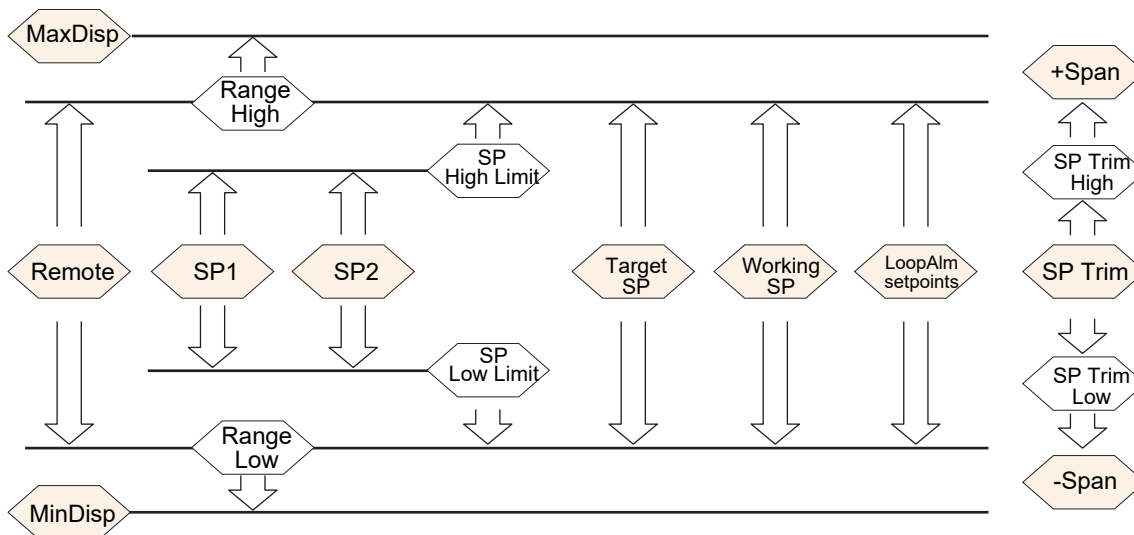 MaxDisp
+Span
Range
High
SP
High Limit
SP Trim
High
Remote
SP1
SP2
Target
SP
Working
SP
LoopAlm
setpoints
SP Trim
SP
Low Limit
SP Trim
Low
Range
Low
-Span
MinDisp